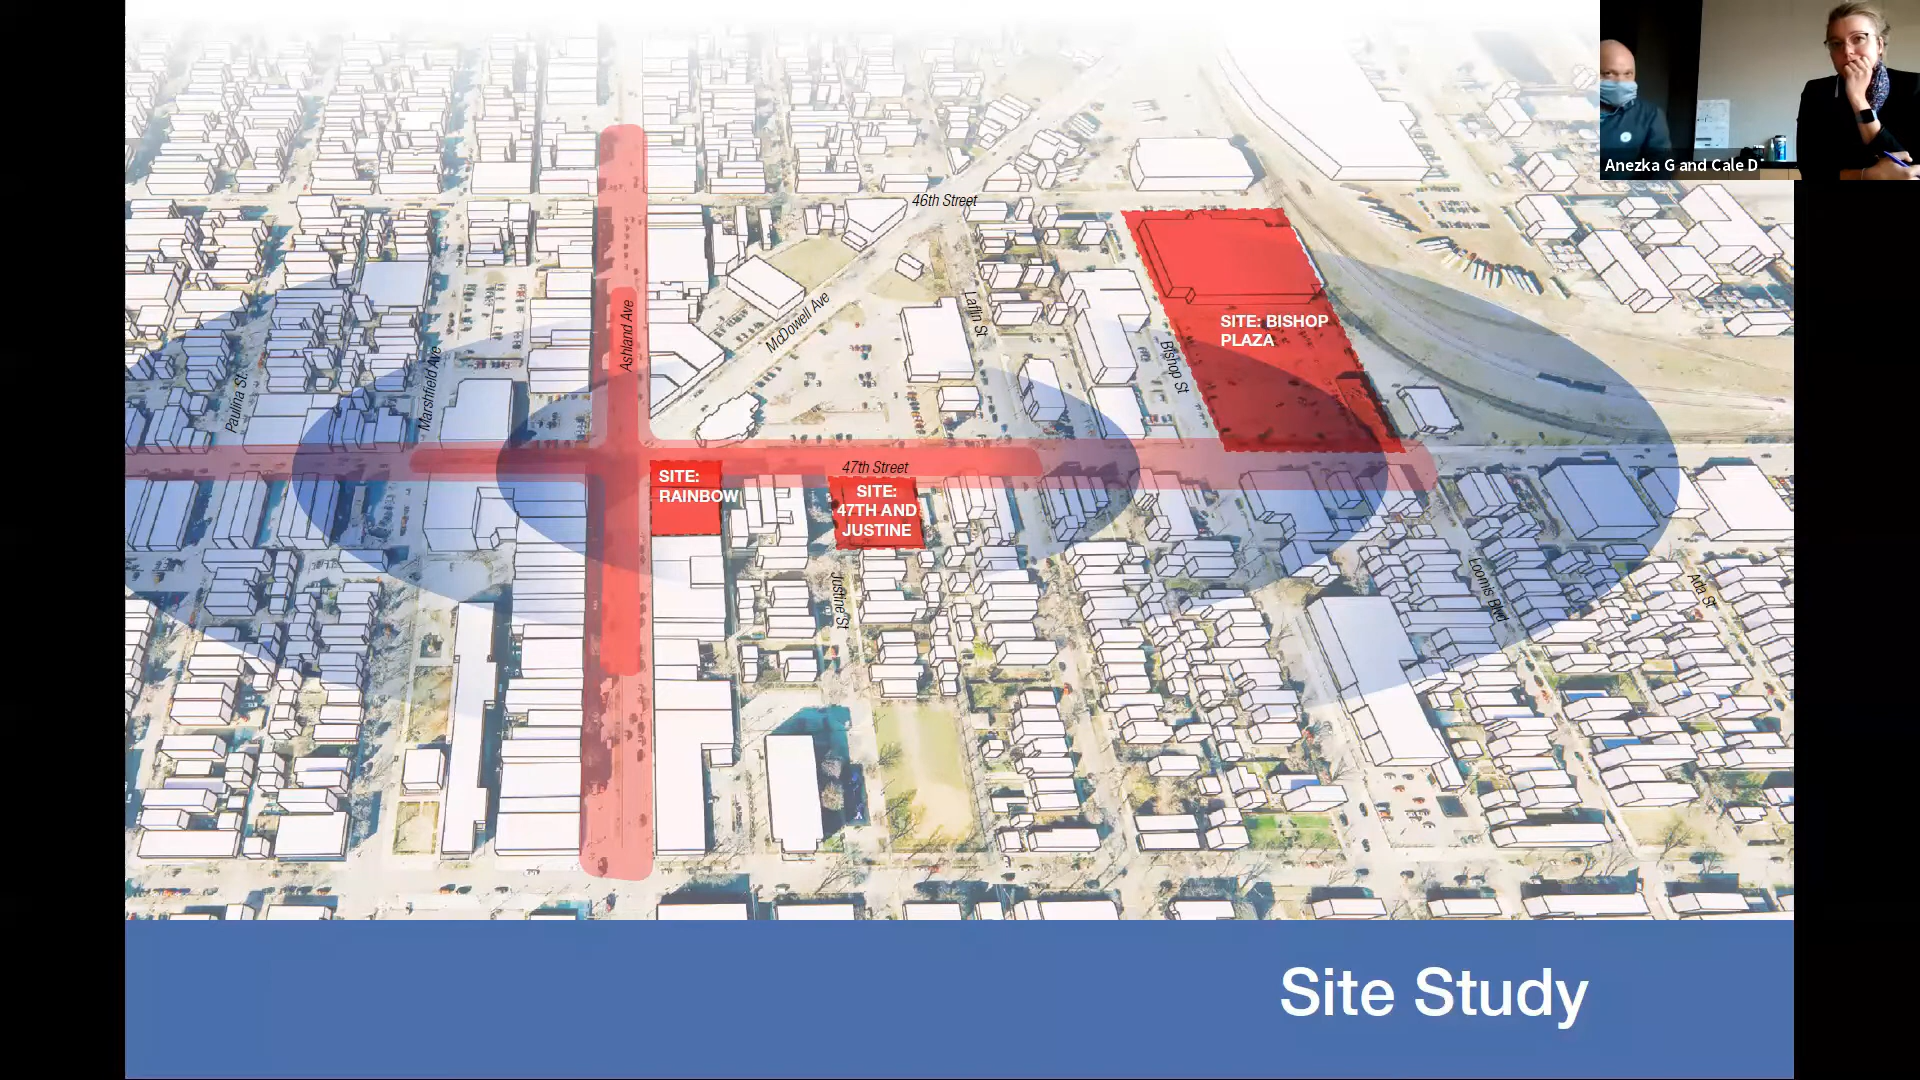 Anezka G and Cale D
46th Street
Ashland Ave
McDowell Ave
Laflin St
SITE: BISHOP
PLAZA
Bishop St
Marshfield Ave
Paulina St.
47th Street
SITE:
RAINBOW
SITE:
47TH AND
JUSTINE
Justine St
Loomis Blvd
Ada St
Site Study